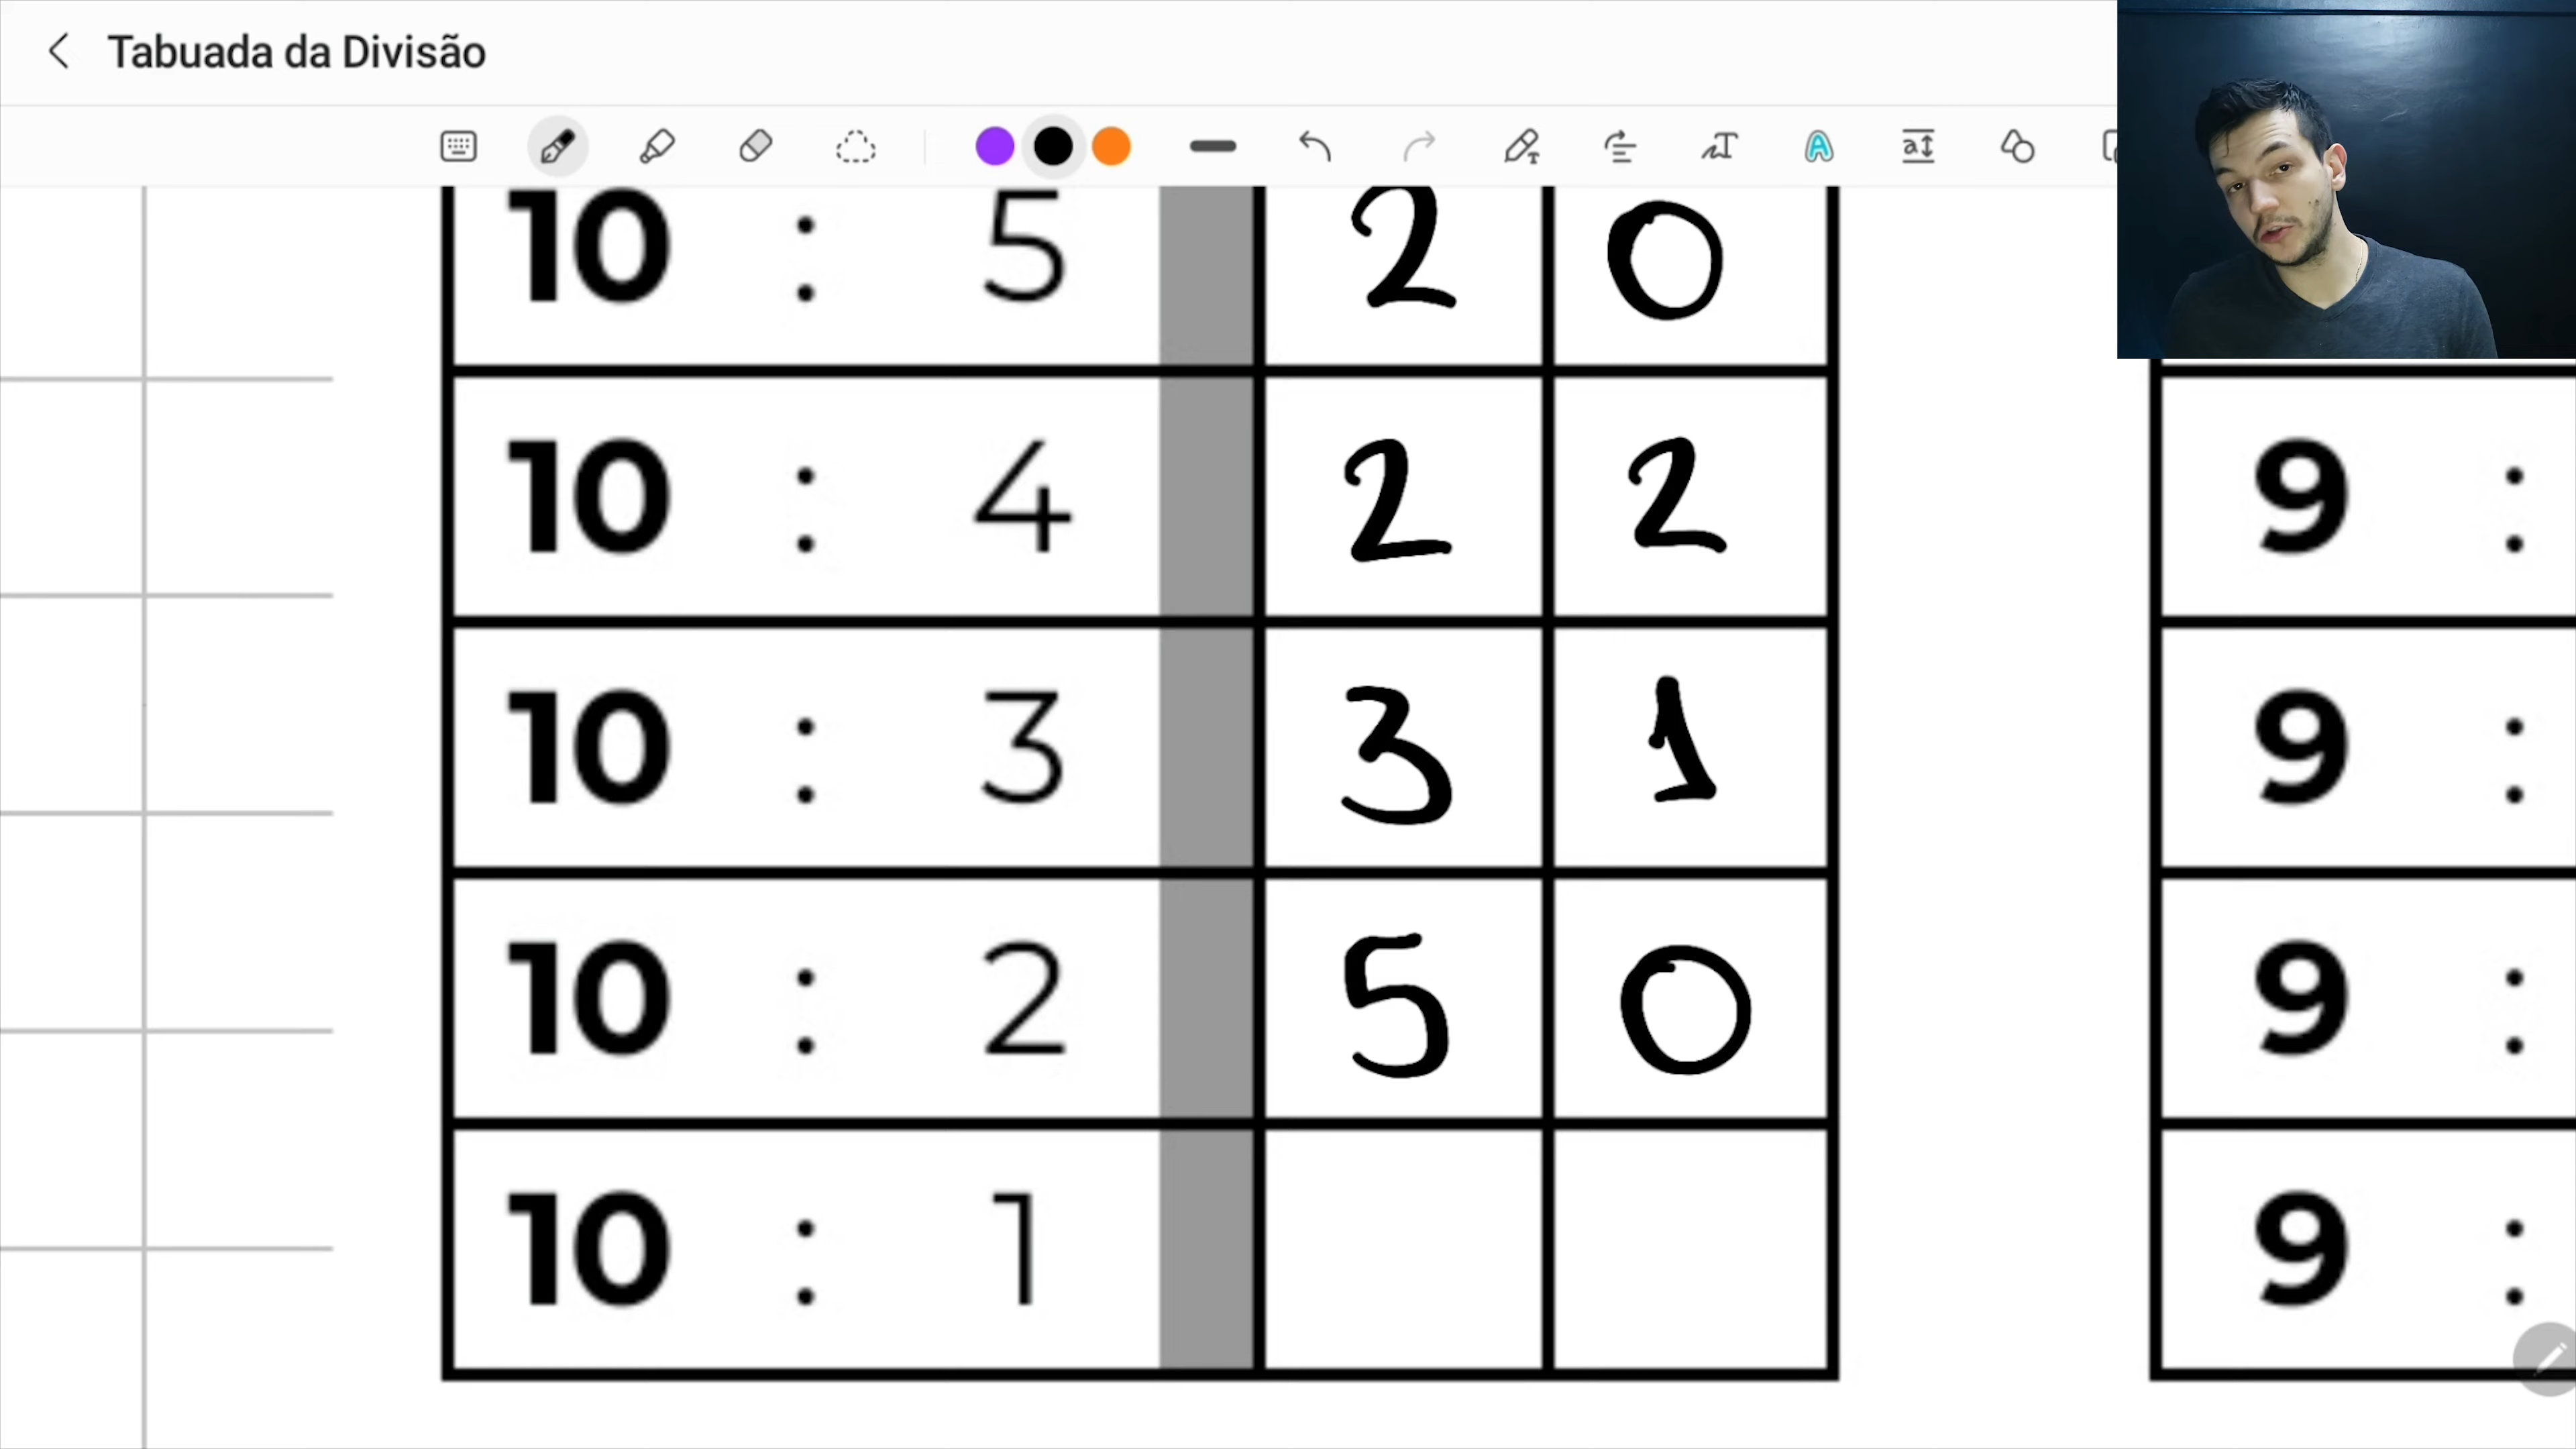 Tabuada da Divisão
10 : 5 2 0
10 : 4 2 2
9 :
10 : 3 3 1
9 :
10 : 2 5 0
9 :
10 : 1
9 :